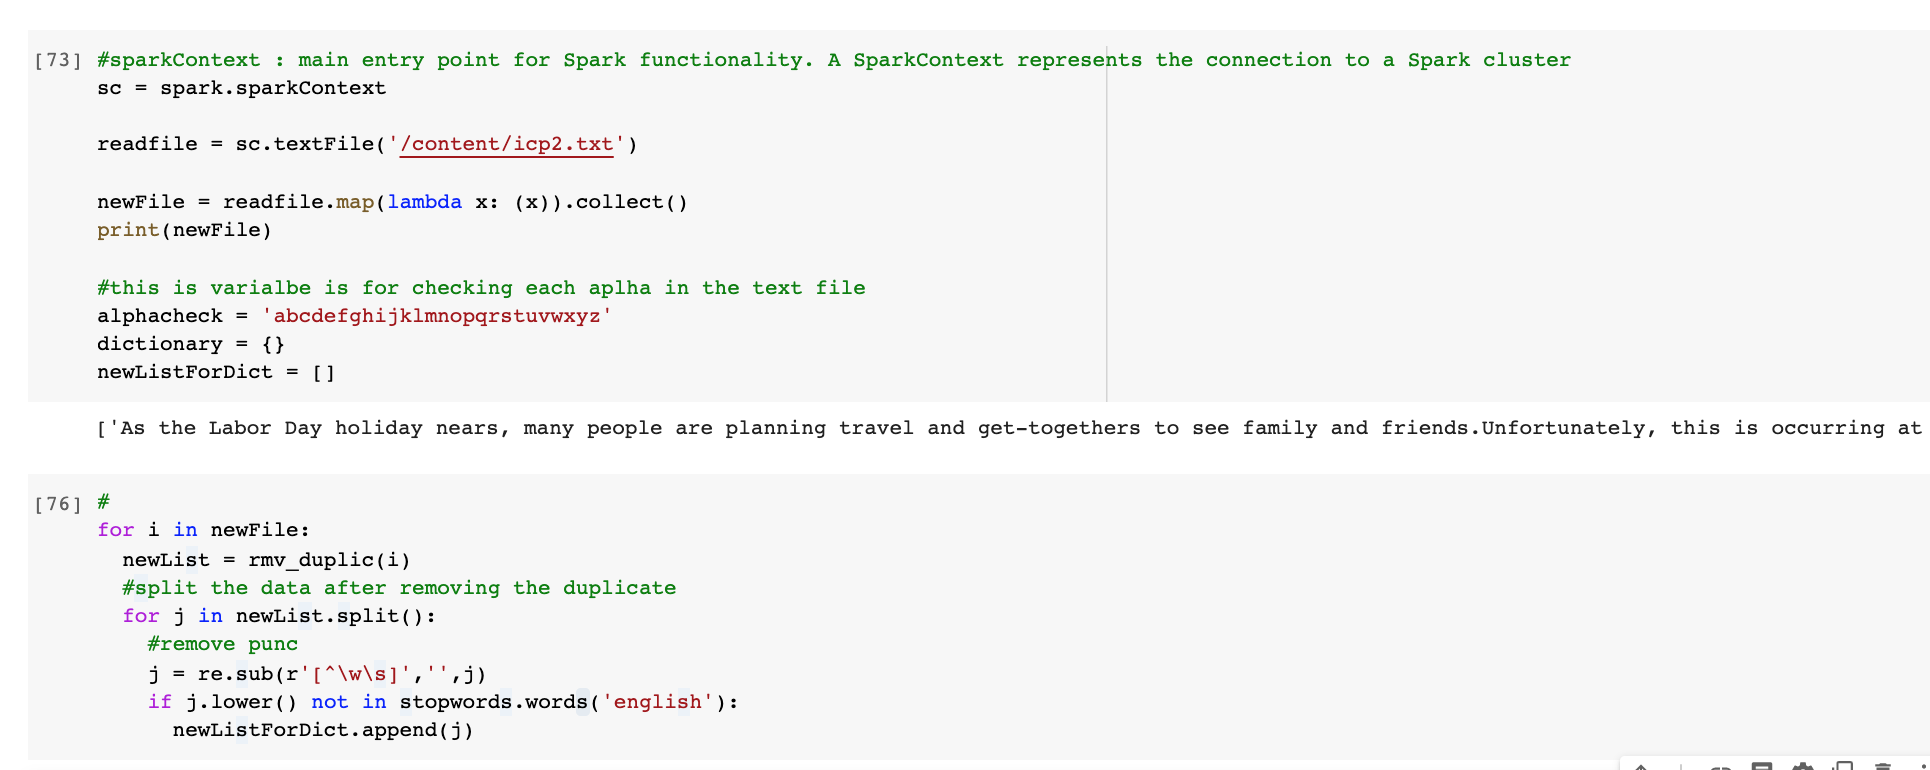 [73] #sparkContext : main entry point for Spark functionality. A SparkContext represents the connection to a Spark cluster
sc = spark.sparkContext
readfile = sc.textFile('/content/icp2.txt')
newFile = readfile.map(lambda x: (x)).collect()
print(newFile)
#this is varialbe is for checking each aplha in the text file
alphacheck = 'abcdefghijklmnopqrstuvwxyz'
dictionary = {}
newListForDict = []
['As the Labor Day holiday nears, many people are planning travel and get-togethers to see family and friends.Unfortunately, this is occurring at
[76] #
for i in newFile:
newList = rmv_duplic(i)
#split the data after removing the duplicate
for j in newList.split():
#remove punc
j = re.sub(r'[^\w\s]','',j)
if j.lower() not in stopwords.words('english'):
newListForDict.append(j)